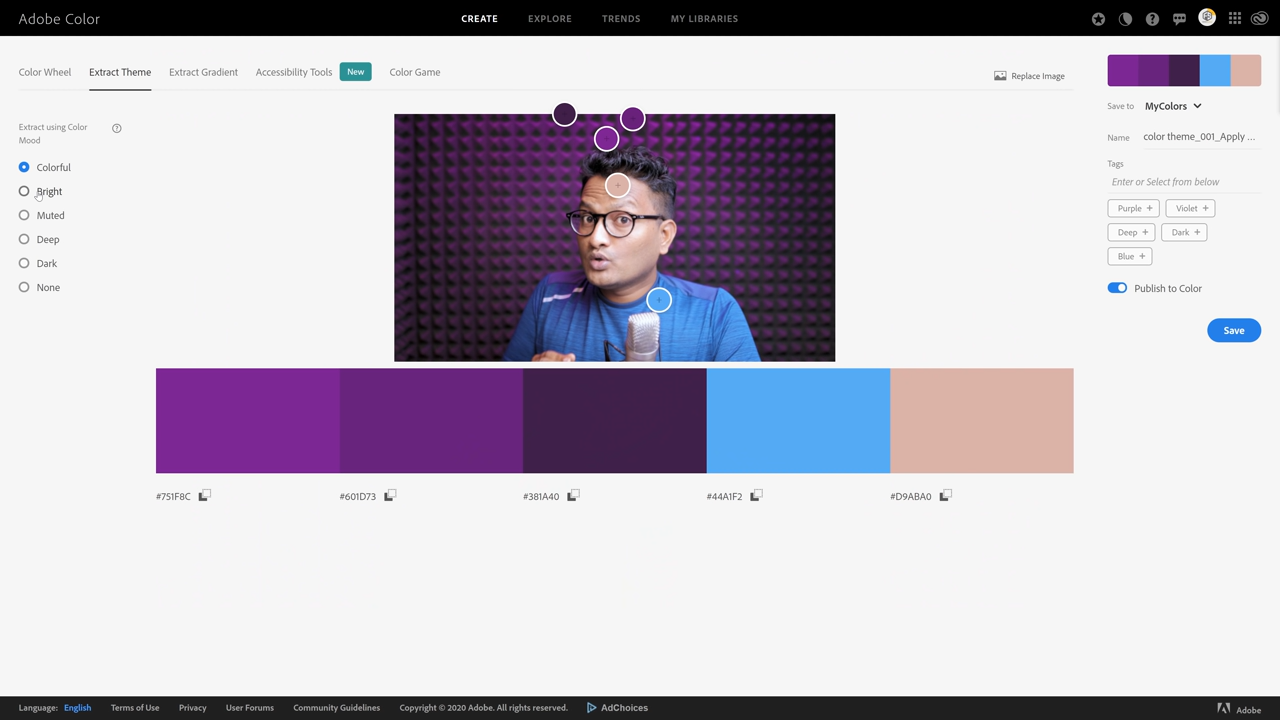 Adobe Color
CREATE EXPLORE TRENDS MY LIBRARIES
Color Wheel Extract Theme Extract Gradient Accessibility Tools New Color Game
Replace Image
Save to MyColors
Extract using Color
Mood
Name color theme_001_Apply ...
Tags
Enter or Select from below
Colorful
Bright
Muted
Deep
Dark
None
Purple + Violet +
Deep + Dark +
Blue +
Publish to Color
Save
#751F8C #601D73 #381A40 #44A1F2 #D9ABA0
Language: English Terms of Use Privacy User Forums Community Guidelines Copyright © 2020 Adobe. All rights reserved. AdChoices
Adobe